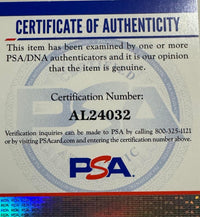 CERTIFICATE OF AUTHENTICITY
This item has been examined by one or more
PSA/DNA authenticators and it is our opinion
that the item is genuine.
Certification Number:
AL24032
Verification inquiries can be made to PSA by calling 800-325-1121
or by visiting PSAcard.com and entering the certification number above.
PSA